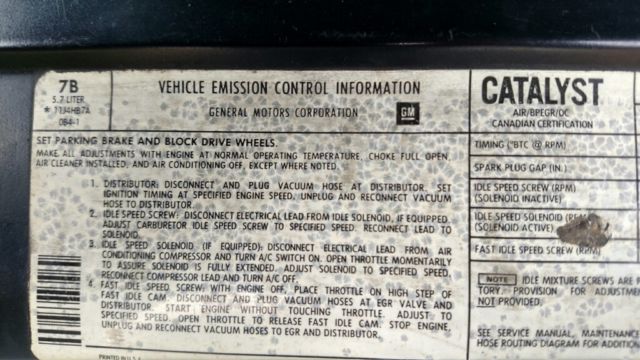 7B
5.7 LITER
* 11J4HB7A
0B4-1
VEHICLE EMISSION CONTROL INFORMATION
GENERAL MOTORS CORPORATION
GM
SET PARKING BRAKE AND BLOCK DRIVE WHEELS.
MAKE ALL ADJUSTMENTS WITH ENGINE AT NORMAL OPERATING TEMPERATURE, CHOKE FULL OPEN,
AIR CLEANER INSTALLED, AND AIR CONDITIONING OFF, EXCEPT WHERE NOTED.
1. DISTRIBUTOR: DISCONNECT AND PLUG VACUUM HOSE AT DISTRIBUTOR. SET
IGNITION TIMING AT SPECIFIED ENGINE SPEED. UNPLUG AND RECONNECT VACUUM
HOSE TO DISTRIBUTOR.
2. IDLE SPEED SCREW: DISCONNECT ELECTRICAL LEAD FROM IDLE SOLENOID, IF EQUIPPED.
ADJUST CARBURETOR IDLE SPEED SCREW TO SPECIFIED SPEED. RECONNECT LEAD TO
SOLENOID.
3. IDLE SPEED SOLENOID (IF EQUIPPED): DISCONNECT ELECTRICAL LEAD FROM AIR
CONDITIONING COMPRESSOR AND TURN A/C SWITCH ON. OPEN THROTTLE MOMENTARILY
TO ASSURE SOLENOID IS FULLY EXTENDED. ADJUST SOLENOID TO SPECIFIED SPEED.
RECONNECT COMPRESSOR LEAD AND TURN A/C OFF.
4. FAST IDLE SPEED SCREW: WITH ENGINE OFF, PLACE THROTTLE ON HIGH STEP OF
FAST IDLE CAM. DISCONNECT AND PLUG VACUUM HOSES AT EGR VALVE AND
DISTRIBUTOR. START ENGINE WITHOUT TOUCHING THROTTLE. ADJUST TO
SPECIFIED SPEED. OPEN THROTTLE TO RELEASE FAST IDLE CAM. STOP ENGINE,
UNPLUG AND RECONNECT VACUUM HOSES TO EGR AND DISTRIBUTOR.
PRINTED IN U.S.A.
CATALYST
AIR/BPEGR/OC
CANADIAN CERTIFICATION
TIMING (°BTC @ RPM)
SPARK PLUG GAP (IN.)
IDLE SPEED SCREW (RPM)
(SOLENOID INACTIVE)
IDLE SPEED SOLENOID (RPM)
(SOLENOID ACTIVE)
FAST IDLE SPEED SCREW (RPM)
NOTE IDLE MIXTURE SCREWS ARE
TORY. PROVISION FOR ADJUSTMEN
NOT PROVIDED.
SEE SERVICE MANUAL, MAINTENANC
HOSE ROUTING DIAGRAM FOR ADDITION